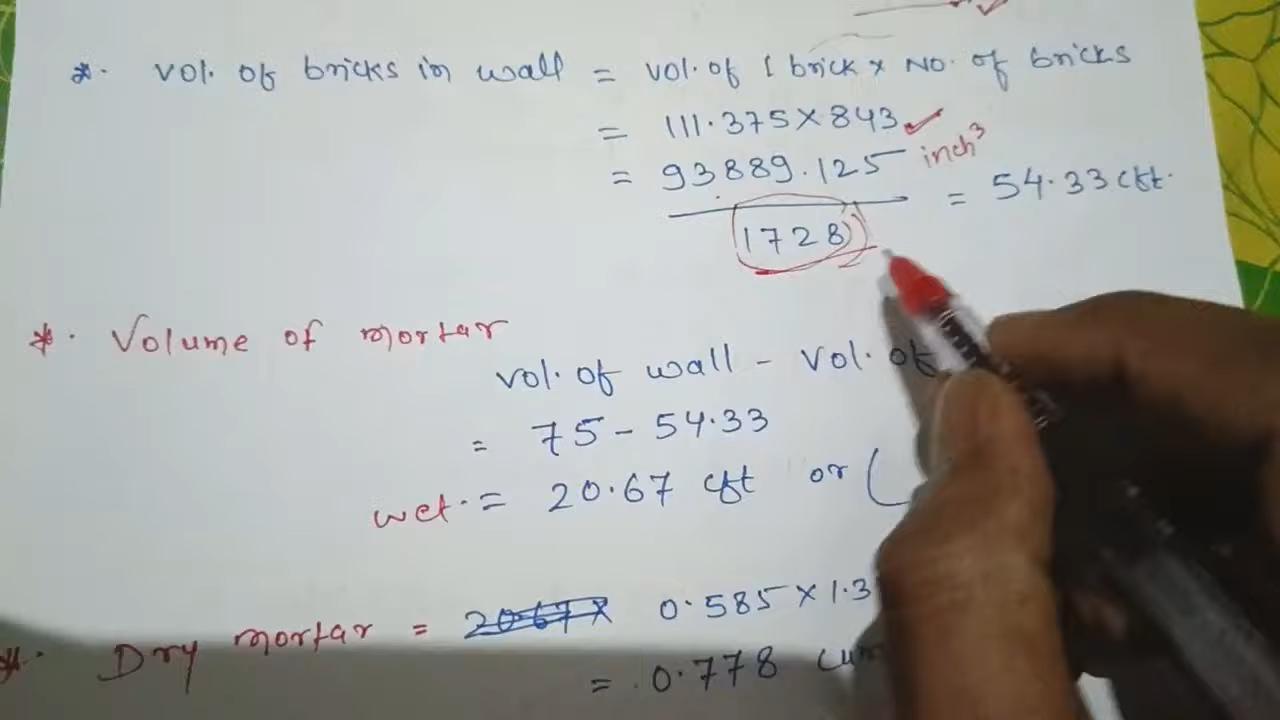 *. Vol. of bricks in wall = Vol. of 1 brick x No. of bricks
= 111.375 x 843
= 93889.125 inch³ = 54.33 cft.
1728
*. Volume of mortar
Vol. of wall - Vol. of
= 75 - 54.33
wet. = 20.67 cft or (
*. Dry mortar = 0.585 x 1.3
= 0.778 cum